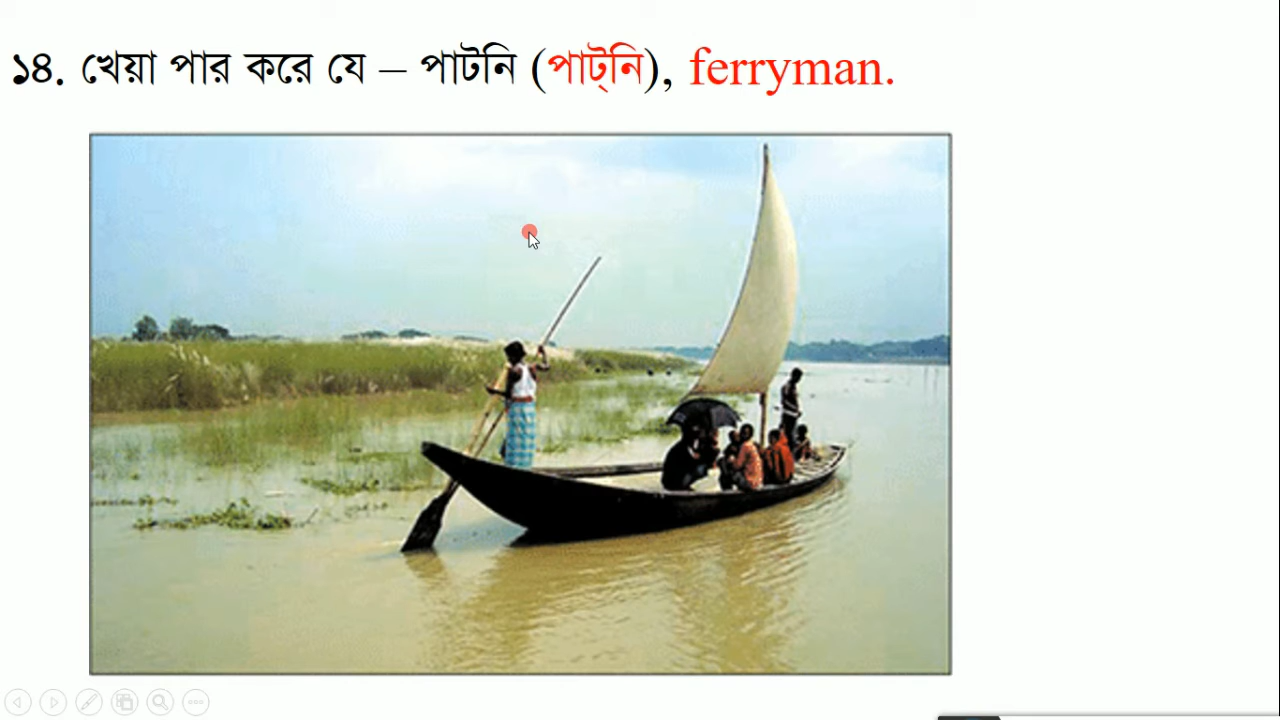 ১৪. খেয়া পার করে যে – পাটনি (পাট্‌নি), ferryman.